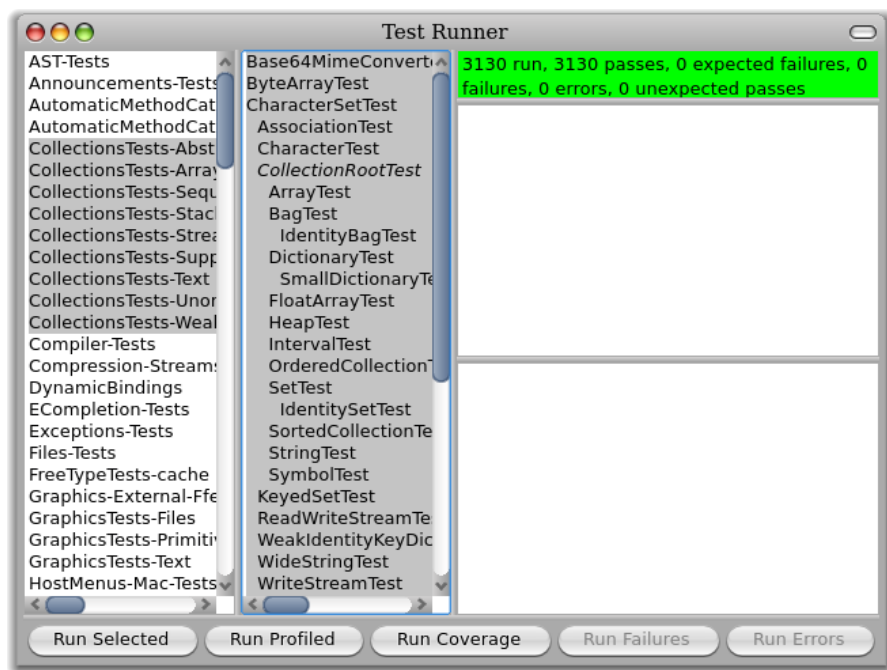 Test Runner
AST-Tests
Announcements-Tests
AutomaticMethodCat
AutomaticMethodCat
CollectionsTests-Abst
CollectionsTests-Array
CollectionsTests-Sequ
CollectionsTests-Stac
CollectionsTests-Strea
CollectionsTests-Supp
CollectionsTests-Text
CollectionsTests-Unor
CollectionsTests-Weal
Compiler-Tests
Compression-Streams
DynamicBindings
ECompletion-Tests
Exceptions-Tests
Files-Tests
FreeTypeTests-cache
Graphics-External-Ffe
GraphicsTests-Files
GraphicsTests-Primiti
GraphicsTests-Text
HostMenus-Mac-Tests
Base64MimeConverte
ByteArrayTest
CharacterSetTest
AssociationTest
CharacterTest
CollectionRootTest
ArrayTest
BagTest
IdentityBagTest
DictionaryTest
SmallDictionaryTe
FloatArrayTest
HeapTest
IntervalTest
OrderedCollectionT
SetTest
IdentitySetTest
SortedCollectionTe
StringTest
SymbolTest
KeyedSetTest
ReadWriteStreamTe
WeakIdentityKeyDic
WideStringTest
WriteStreamTest
3130 run, 3130 passes, 0 expected failures, 0
failures, 0 errors, 0 unexpected passes
Run Selected
Run Profiled
Run Coverage
Run Failures
Run Errors